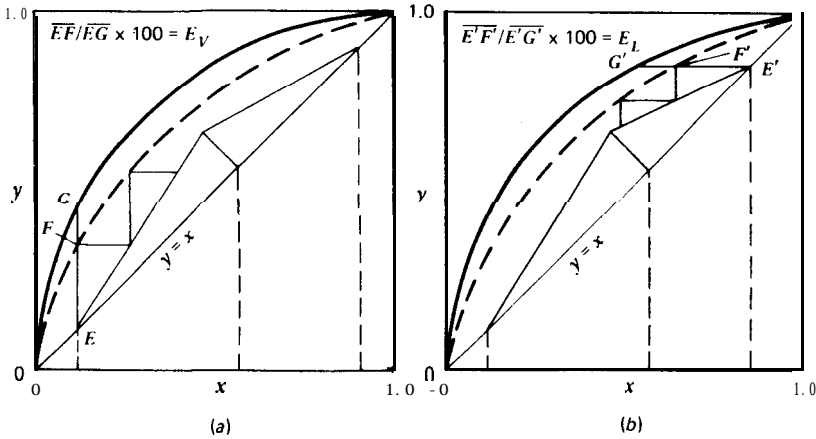 1.0
EF/EG x 100 = E_V
G
F
y
E
y = x
0
0
x
1.0
(a)
1.0
E'F'/E'G' x 100 = E_L
G'
F'
E'
y
y = x
0
-0
x
1.0
(b)